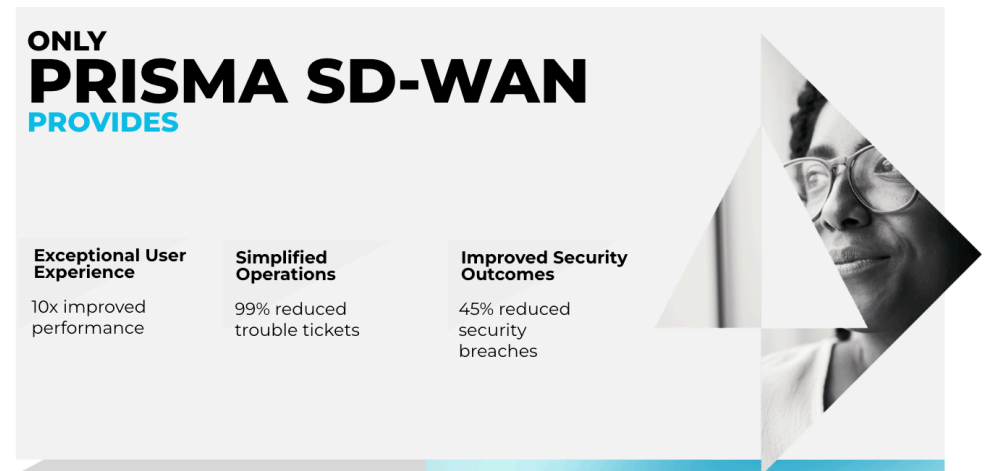 ONLY
PRISMA SD-WAN
PROVIDES
Exceptional User
Experience
10x improved
performance
Simplified
Operations
99% reduced
trouble tickets
Improved Security
Outcomes
45% reduced
security
breaches